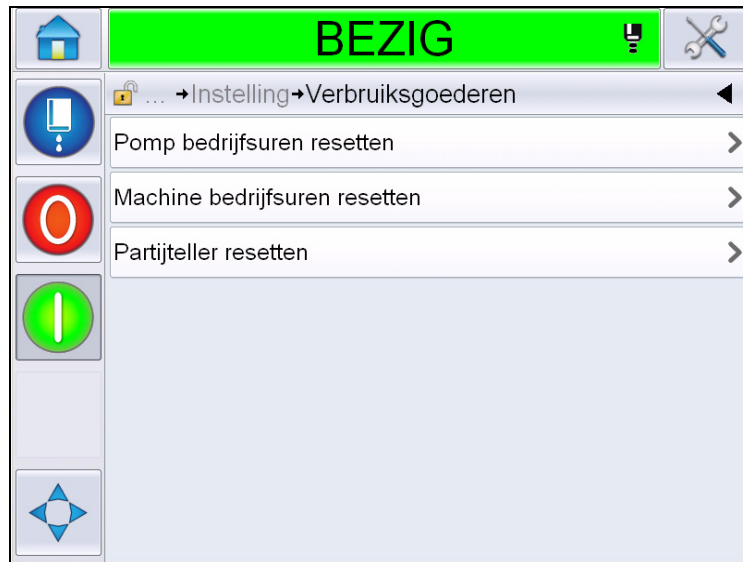 BEZIG
... →Instelling→Verbruiksgoederen
Pomp bedrijfsuren resetten
Machine bedrijfsuren resetten
Partijteller resetten